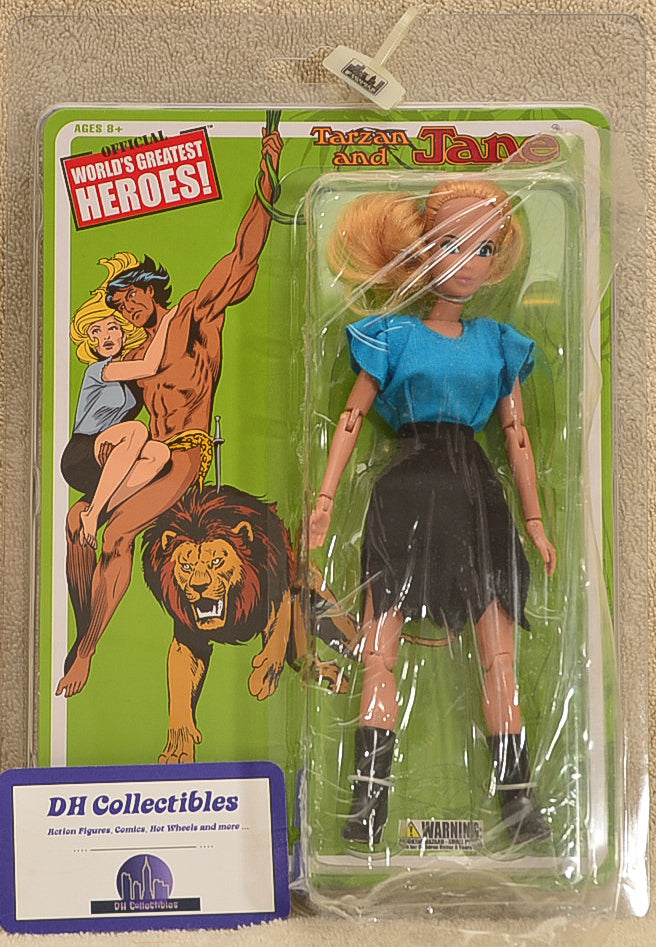 AGES 8+
OFFICIAL
WORLD'S GREATEST
HEROES!
Tarzan
and Jane
WARNING
DH Collectibles
Action Figures, Comics, Hot Wheels and more ...
DH Collectibles